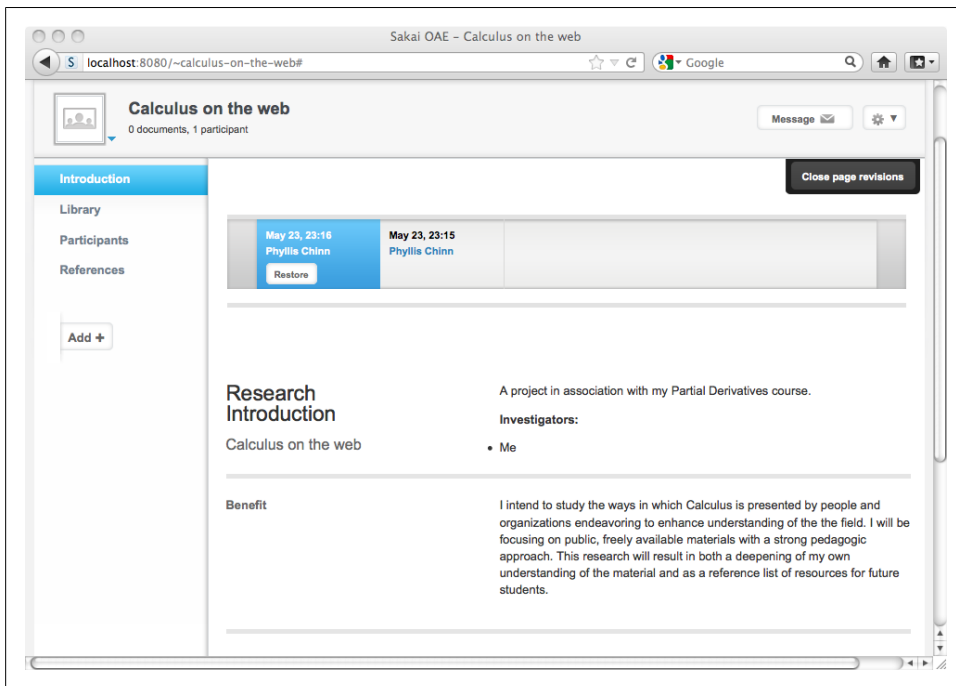 Sakai OAE – Calculus on the web
S localhost:8080/~calculus-on-the-web#
Google
Calculus on the web
0 documents, 1 participant
Message
Close page revisions
Introduction
Library
Participants
References
Add +
May 23, 23:16
Phyllis Chinn
Restore
May 23, 23:15
Phyllis Chinn
Research
Introduction
Calculus on the web
A project in association with my Partial Derivatives course.
Investigators:
• Me
Benefit
I intend to study the ways in which Calculus is presented by people and
organizations endeavoring to enhance understanding of the the field. I will be
focusing on public, freely available materials with a strong pedagogic
approach. This research will result in both a deepening of my own
understanding of the material and as a reference list of resources for future
students.